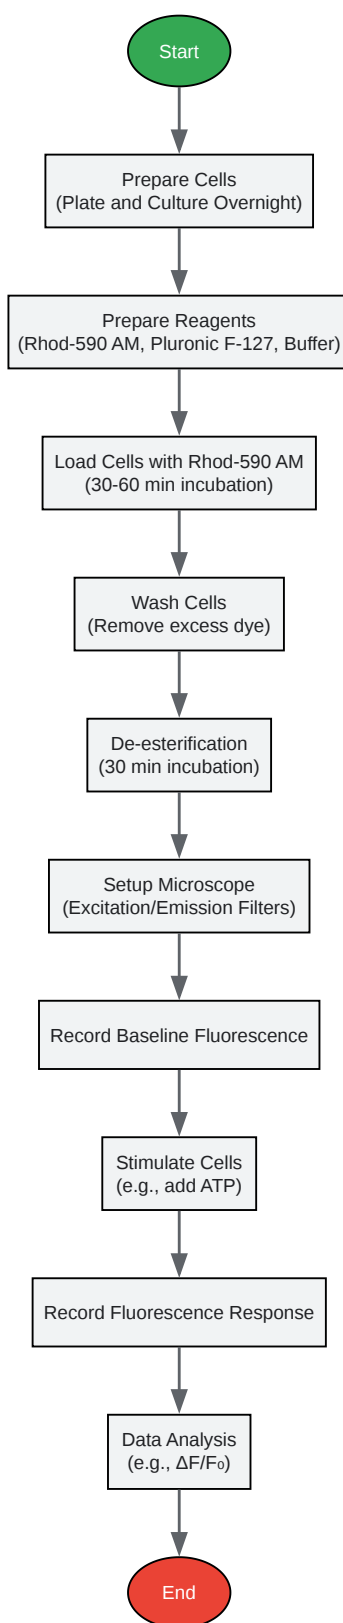 Start
Prepare Cells
(Plate and Culture Overnight)
Prepare Reagents
(Rhod-590 AM, Pluronic F-127, Buffer)
Load Cells with Rhod-590 AM
(30-60 min incubation)
Wash Cells
(Remove excess dye)
De-esterification
(30 min incubation)
Setup Microscope
(Excitation/Emission Filters)
Record Baseline Fluorescence
Stimulate Cells
(e.g., add ATP)
Record Fluorescence Response
Data Analysis
(e.g., ΔF/F₀)
End